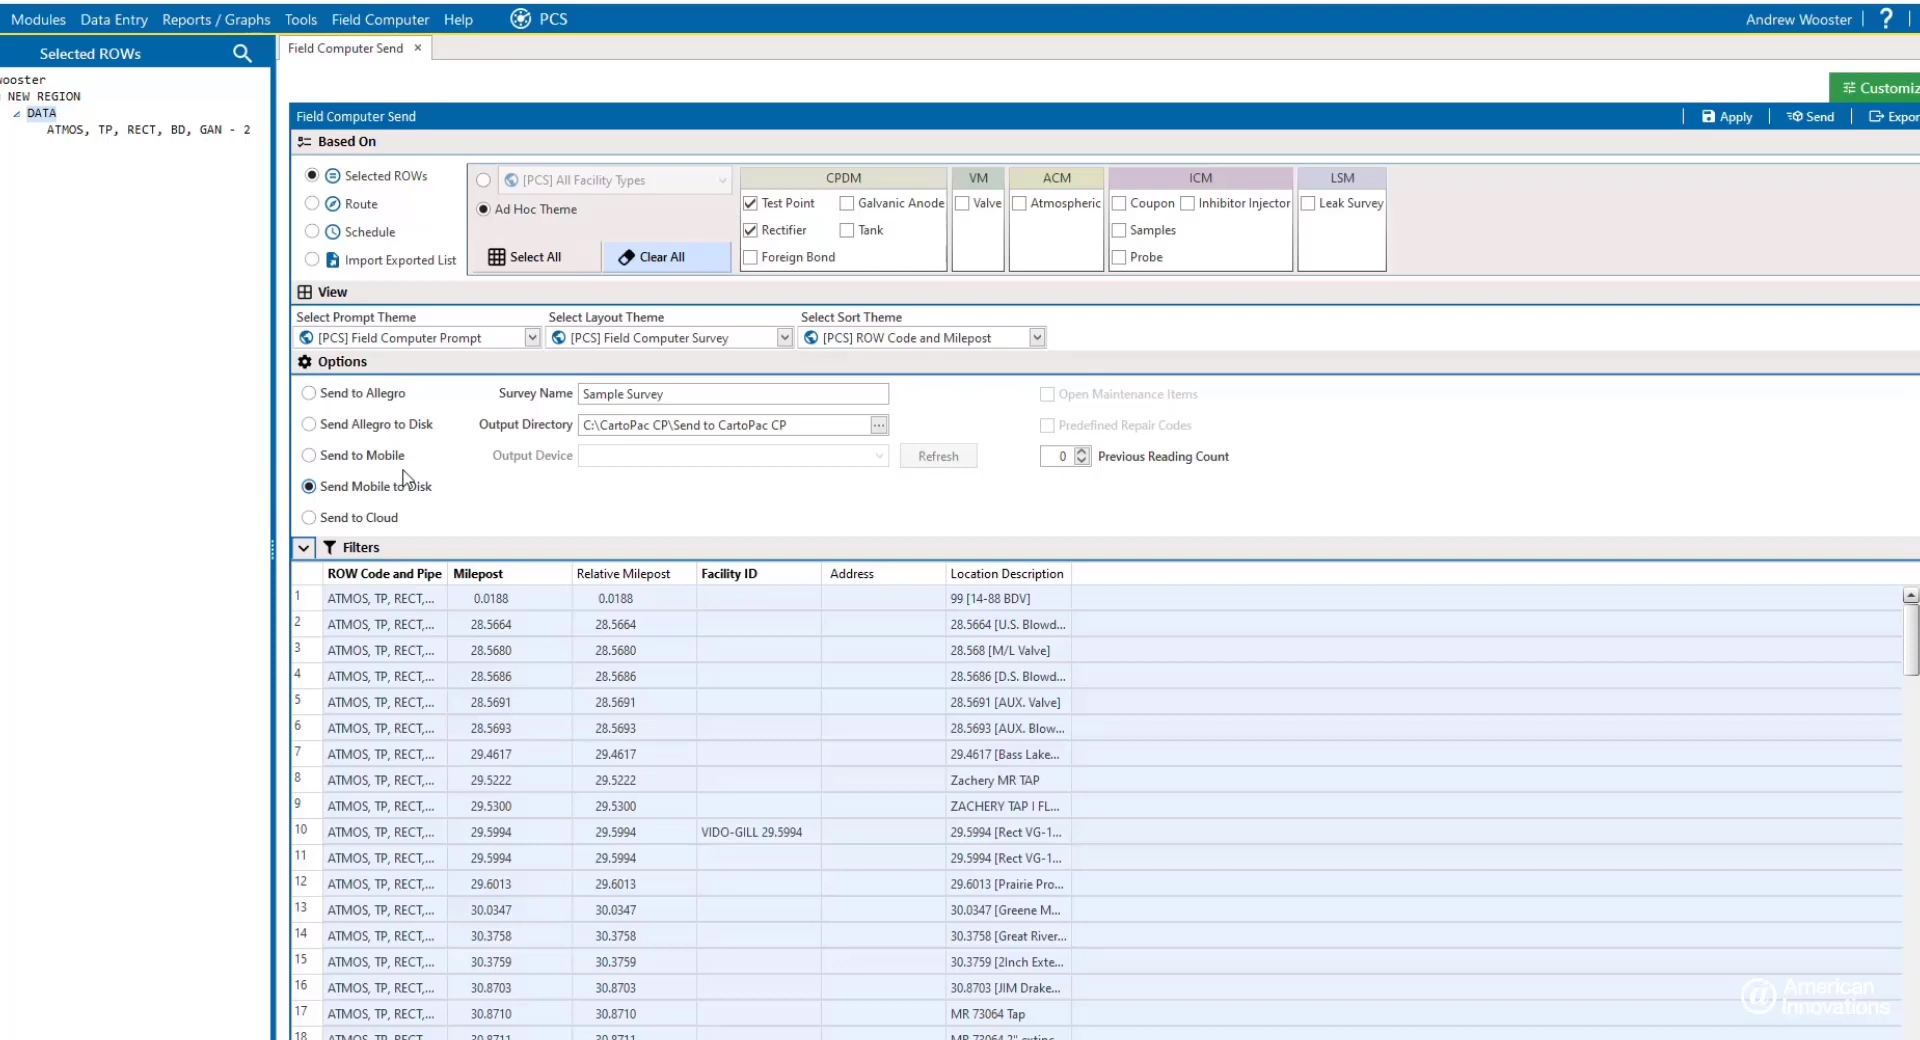 Modules Data Entry Reports / Graphs Tools Field Computer Help PCS Andrew Wooster ?
Selected ROWs
wooster
NEW REGION
DATA
ATMOS, TP, RECT, BD, GAN - 2
Field Computer Send ×
Customiz
Field Computer Send Apply Send Expor
Based On
Selected ROWs
Route
Schedule
Import Exported List
[PCS] All Facility Types
Ad Hoc Theme
Select All Clear All
CPDM VM ACM ICM LSM
Test Point Galvanic Anode Valve Atmospheric Coupon Inhibitor Injector Leak Survey
Rectifier Tank Samples
Foreign Bond Probe
View
Select Prompt Theme Select Layout Theme Select Sort Theme
[PCS] Field Computer Prompt [PCS] Field Computer Survey [PCS] ROW Code and Milepost
Options
Send to Allegro Survey Name Sample Survey Open Maintenance Items
Send Allegro to Disk Output Directory C:\CartoPac CP\Send to CartoPac CP ... Predefined Repair Codes
Send to Mobile Output Device Refresh 0 Previous Reading Count
Send Mobile to Disk
Send to Cloud
Filters
ROW Code and Pipe Milepost Relative Milepost Facility ID Address Location Description
1 ATMOS, TP, RECT,... 0.0188 0.0188 99 [14-88 BDV]
2 ATMOS, TP, RECT,... 28.5664 28.5664 28.5664 [U.S. Blowd...
3 ATMOS, TP, RECT,... 28.5680 28.5680 28.568 [M/L Valve]
4 ATMOS, TP, RECT,... 28.5686 28.5686 28.5686 [D.S. Blowd...
5 ATMOS, TP, RECT,... 28.5691 28.5691 28.5691 [AUX. Valve]
6 ATMOS, TP, RECT,... 28.5693 28.5693 28.5693 [AUX. Blow...
7 ATMOS, TP, RECT,... 29.4617 29.4617 29.4617 [Bass Lake...
8 ATMOS, TP, RECT,... 29.5222 29.5222 Zachery MR TAP
9 ATMOS, TP, RECT,... 29.5300 29.5300 ZACHERY TAP I FL...
10 ATMOS, TP, RECT,... 29.5994 29.5994 VIDO-GILL 29.5994 29.5994 [Rect VG-1...
11 ATMOS, TP, RECT,... 29.5994 29.5994 29.5994 [Rect VG-1...
12 ATMOS, TP, RECT,... 29.6013 29.6013 29.6013 [Prairie Pro...
13 ATMOS, TP, RECT,... 30.0347 30.0347 30.0347 [Greene M...
14 ATMOS, TP, RECT,... 30.3758 30.3758 30.3758 [Great River...
15 ATMOS, TP, RECT,... 30.3759 30.3759 30.3759 [2Inch Exte...
16 ATMOS, TP, RECT,... 30.8703 30.8703 30.8703 [JIM Drake...
17 ATMOS, TP, RECT,... 30.8710 30.8710 MR 73064 Tap
18 ATMOS, TP, RECT,... 30.8711 30.8711 MR 73064 2" extinc...
American Innovations